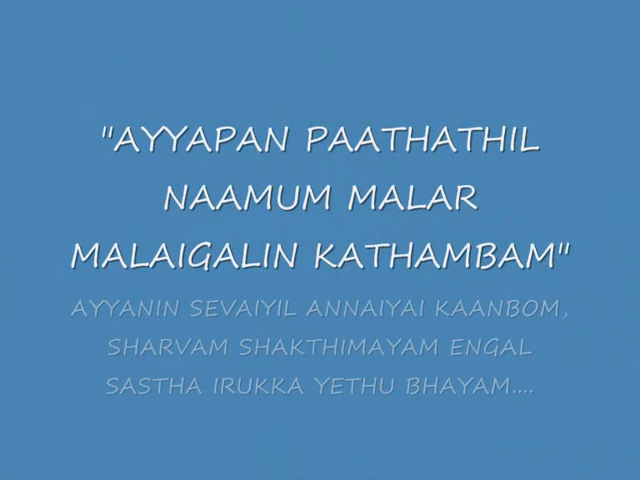 "AYYAPAN PAATHATHIL
NAAMUM MALAR
MALAIGALIN KATHAMBAM"
AYYANIN SEVAIYIL ANNAIYAI KAANBOM,
SHARVAM SHAKTHIMAYAM ENGAL
SASTHA IRUKKA YETHU BHAYAM....